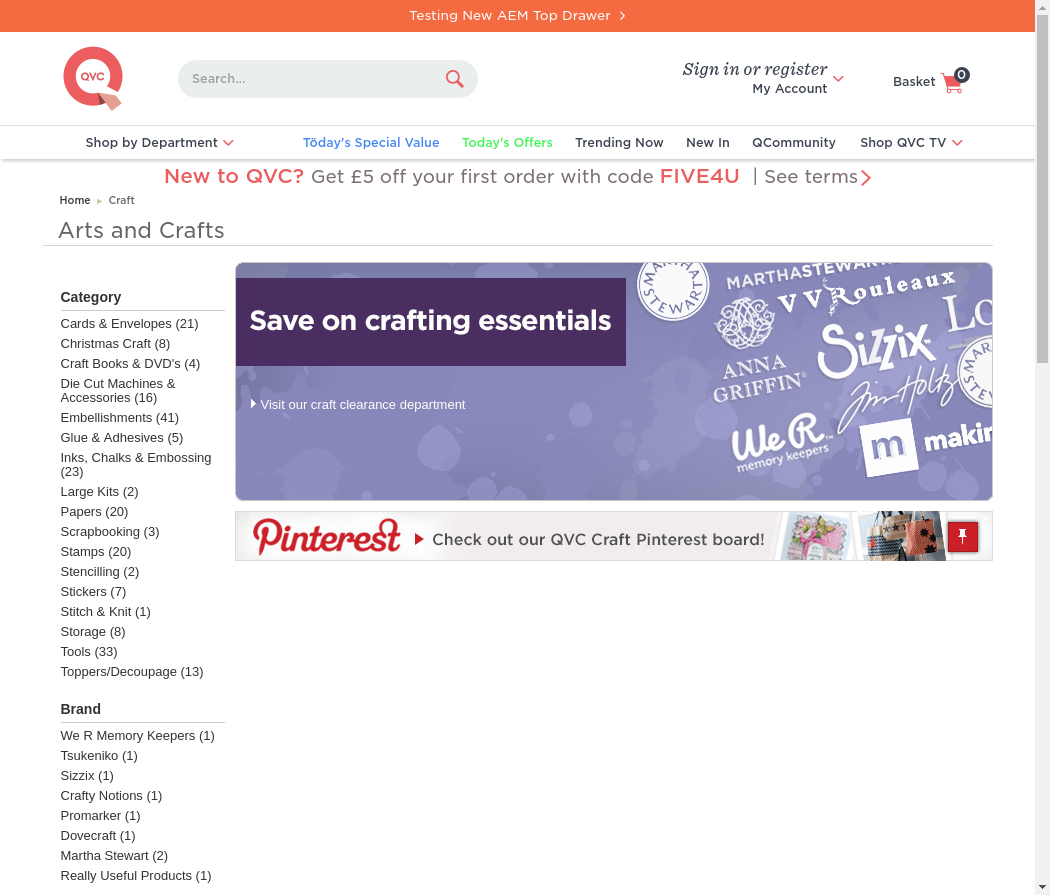 Testing New AEM Top Drawer
QVC
Search...
Sign in or register
My Account
Basket
0
Shop by Department
Töday's Special Value
Today's Offers
Trending Now
New In
QCommunity
Shop QVC TV
New to QVC? Get £5 off your first order with code FIVE4U | See terms
Home
Craft
Arts and Crafts
Category
Cards & Envelopes (21)
Christmas Craft (8)
Craft Books & DVD's (4)
Die Cut Machines &
Accessories (16)
Embellishments (41)
Glue & Adhesives (5)
Inks, Chalks & Embossing
(23)
Large Kits (2)
Papers (20)
Scrapbooking (3)
Stamps (20)
Stencilling (2)
Stickers (7)
Stitch & Knit (1)
Storage (8)
Tools (33)
Toppers/Decoupage (13)
Brand
We R Memory Keepers (1)
Tsukeniko (1)
Sizzix (1)
Crafty Notions (1)
Promarker (1)
Dovecraft (1)
Martha Stewart (2)
Really Useful Products (1)
Save on crafting essentials
Visit our craft clearance department
MARTHA
STEWART
MARTHASTEWART
VVRouleaux
Lo
Sizzix
MARTHA
STEWART
ANNA
GRIFFIN®
Jim Holtz
We R™
memory keepers
m
makin
Pinterest
Check out our QVC Craft Pinterest board!